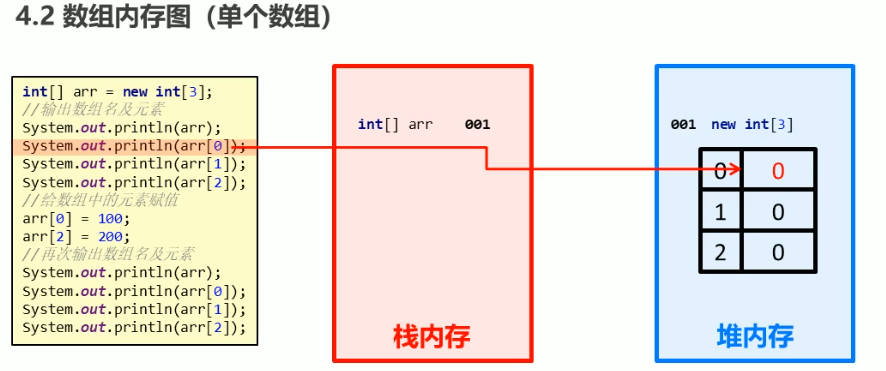 4.2 数组内存图（单个数组）
int[] arr = new int[3];
//输出数组名及元素
System.out.println(arr);
System.out.println(arr[0]);
System.out.println(arr[1]);
System.out.println(arr[2]);
//给数组中的元素赋值
arr[0] = 100;
arr[2] = 200;
//再次输出数组名及元素
System.out.println(arr);
System.out.println(arr[0]);
System.out.println(arr[1]);
System.out.println(arr[2]);
int[] arr 001
栈内存
001 new int[3]
0 0
1 0
2 0
堆内存